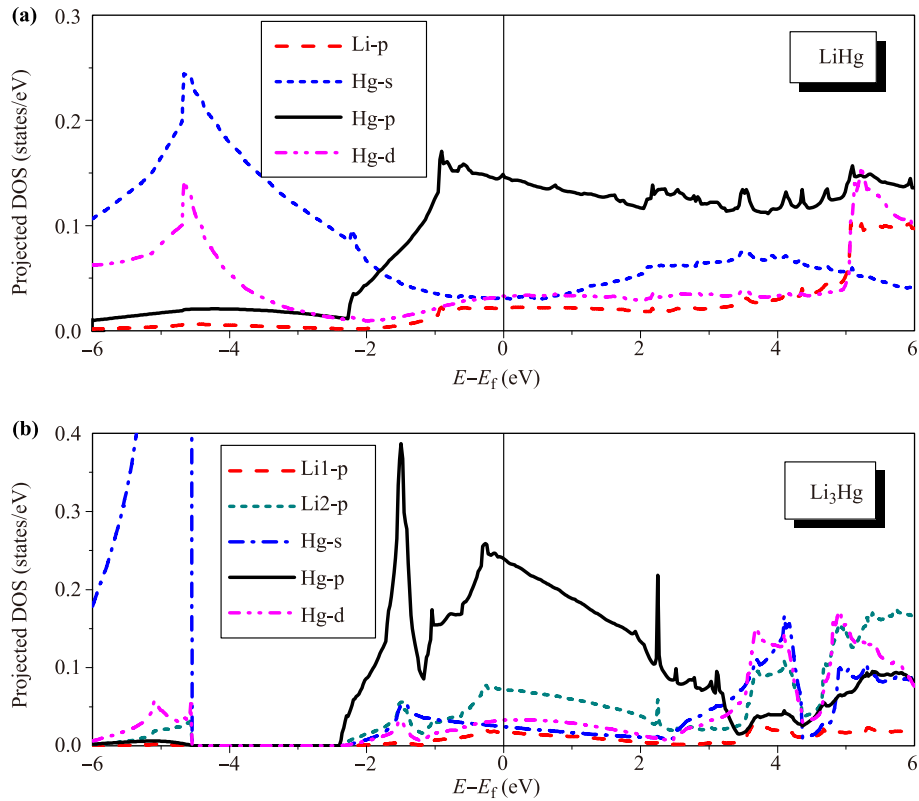 (a)
0.3
0.2
0.1
0.0
Projected DOS (states/eV)
Li-p
Hg-s
Hg-p
Hg-d
LiHg
−6 −4 −2 0 2 4 6
E−E_f (eV)
(b)
0.4
0.3
0.2
0.1
0.0
Projected DOS (states/eV)
Li1-p
Li2-p
Hg-s
Hg-p
Hg-d
Li₃Hg
−6 −4 −2 0 2 4 6
E−E_f (eV)